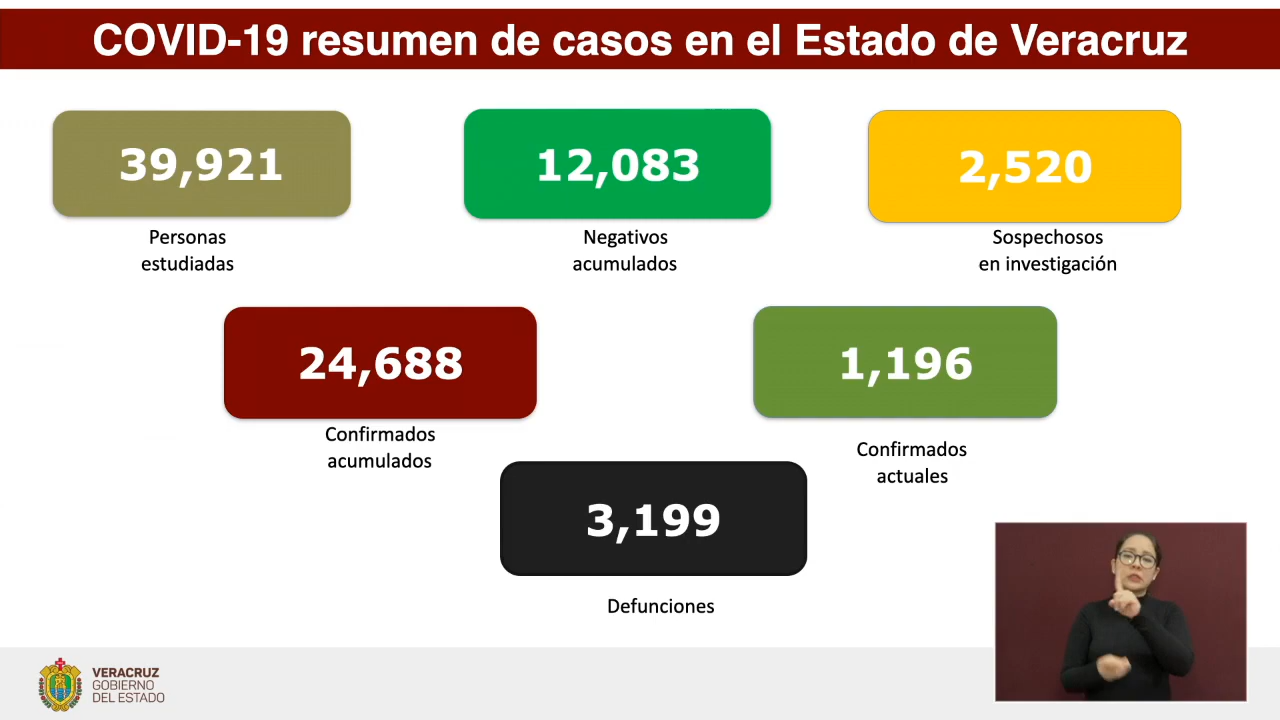 COVID-19 resumen de casos en el Estado de Veracruz
39,921
Personas
estudiadas
12,083
Negativos
acumulados
2,520
Sospechosos
en investigación
24,688
Confirmados
acumulados
1,196
Confirmados
actuales
3,199
Defunciones
VERACRUZ
GOBIERNO
DEL ESTADO